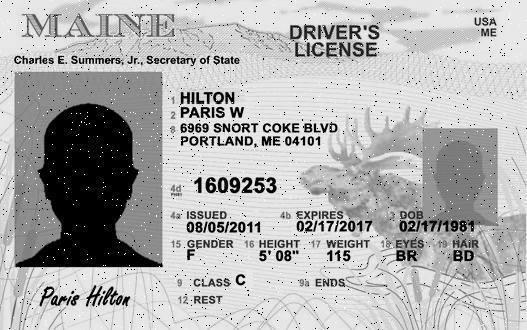 MAINE
DRIVER'S
LICENSE
USA
ME
Charles E. Summers, Jr., Secretary of State
1 HILTON
2 PARIS W
8 6969 SNORT COKE BLVD
PORTLAND, ME 04101
4d 1609253
4a ISSUED 08/05/2011
4b EXPIRES 02/17/2017
3 DOB 02/17/1981
15 GENDER F
16 HEIGHT 5' 08"
17 WEIGHT 115
18 EYES BR
19 HAIR BD
9 CLASS C
9a ENDS
12 REST
Paris Hilton